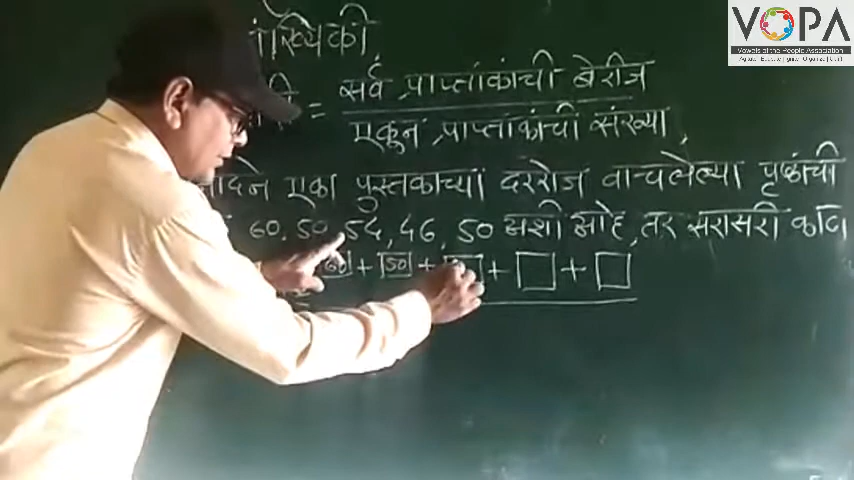 VOPA
Vowels of the People Association
ांख्यिकी
= सर्व प्राप्तांकांची बेरीज
एकुन प्राप्तांकांची संख्या
एका पुस्तकाच्या दररोज वाचलेल्या पृष्ठांची
60, 50, 54, 46, 50 अशी आहे, तर सरासरी काढा
60 + 50 + □ + □ + □